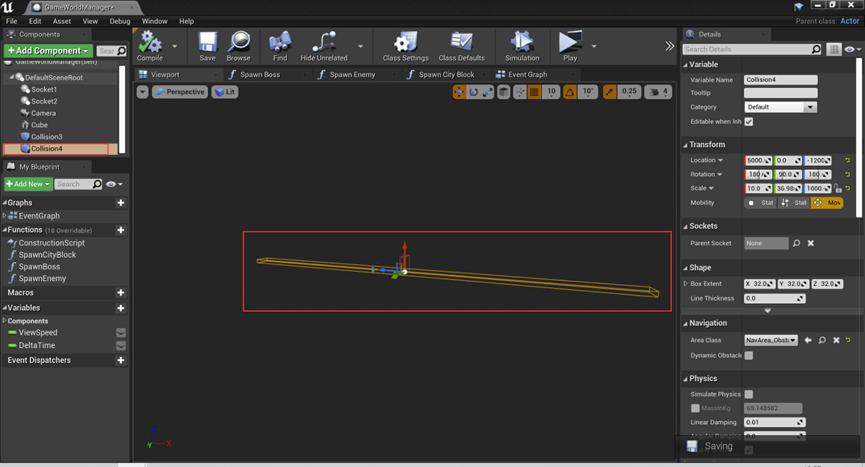 GameWorldManager*
File Edit Asset View Debug Window Help
Parent class: Actor
Components
+ Add Component Sear
GameWorldManager(self)
DefaultSceneRoot
Socket1
Socket2
Camera
Cube
Collision3
Collision4
My Blueprint
+ Add New Search
Graphs
EventGraph
Functions (18 Overridable)
ConstructionScript
SpawnCityBlock
SpawnBoss
SpawnEnemy
Macros
Variables
Components
ViewSpeed
DeltaTime
Event Dispatchers
Compile Save Browse Find Hide Unrelated Class Settings Class Defaults Simulation Play
Viewport Spawn Boss Spawn Enemy Spawn City Block Event Graph
Perspective Lit 10 10° 0.25 4
Z
Y X
Details
Search Details
Variable
Variable Name Collision4
Tooltip
Category Default
Editable when Inh
Transform
Location 5000. 0.0 -1200
Rotation 180. 90.0 180.
Scale 10.0 36.98 1000.
Mobility Stat Stat Mov
Sockets
Parent Socket None
Shape
Box Extent X 32.0 Y 32.0 Z 32.0
Line Thickness 0.0
Navigation
Area Class NavArea_Obsta
Dynamic Obstacle
Physics
Simulate Physics
MassInKg 65.148582
Linear Damping 0.01
Angular Damping 0.0
Saving